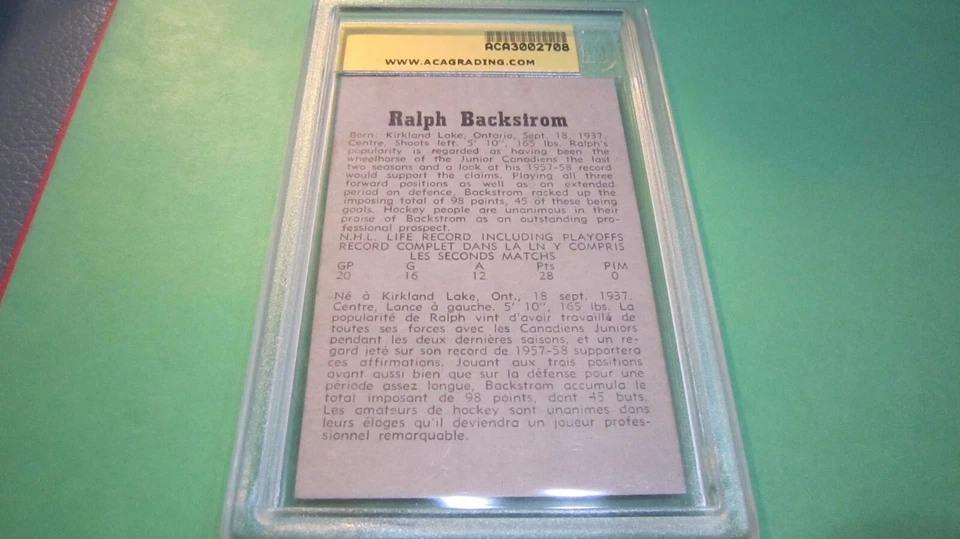 ACA3002708
WWW.ACAGRADING.COM
Ralph Backstrom
Born: Kirkland Lake, Ontario, Sept. 18, 1937.
Centre, Shoots left. 5' 10", 165 lbs. Ralph's
popularity is regarded as having been the
wheelhorse of the Junior Canadiens the last
two seasons and a look at his 1957-58 record
would support the claims. Playing all three
forward positions as well as an extended
period on defence, Backstrom racked up the
imposing total of 98 points, 45 of these being
goals. Hockey people are unanimous in their
praise of Backstrom as an outstanding pro-
fessional prospect.
N.H.L. LIFE RECORD INCLUDING PLAYOFFS
RECORD COMPLET DANS LA LN Y COMPRIS
LES SECONDS MATCHS
GP G A Pts PIM
20 16 12 28 0
Né à Kirkland Lake, Ont., 18 sept. 1937.
Centre, Lance à gauche. 5' 10", 165 lbs. La
popularité de Ralph vint d'avoir travaillé de
toutes ses forces avec les Canadiens Juniors
pendant les deux dernières saisons, et un re-
gard jeté sur son record de 1957-58 supportera
ces affirmations. Jouant aux trois positions
avant aussi bien que sur la défense pour une
période assez longue, Backstrom accumula le
total imposant de 98 points, dont 45 buts.
Les amateurs de hockey sont unanimes dans
leurs éloges qu'il deviendra un joueur profes-
sionnel remarquable.